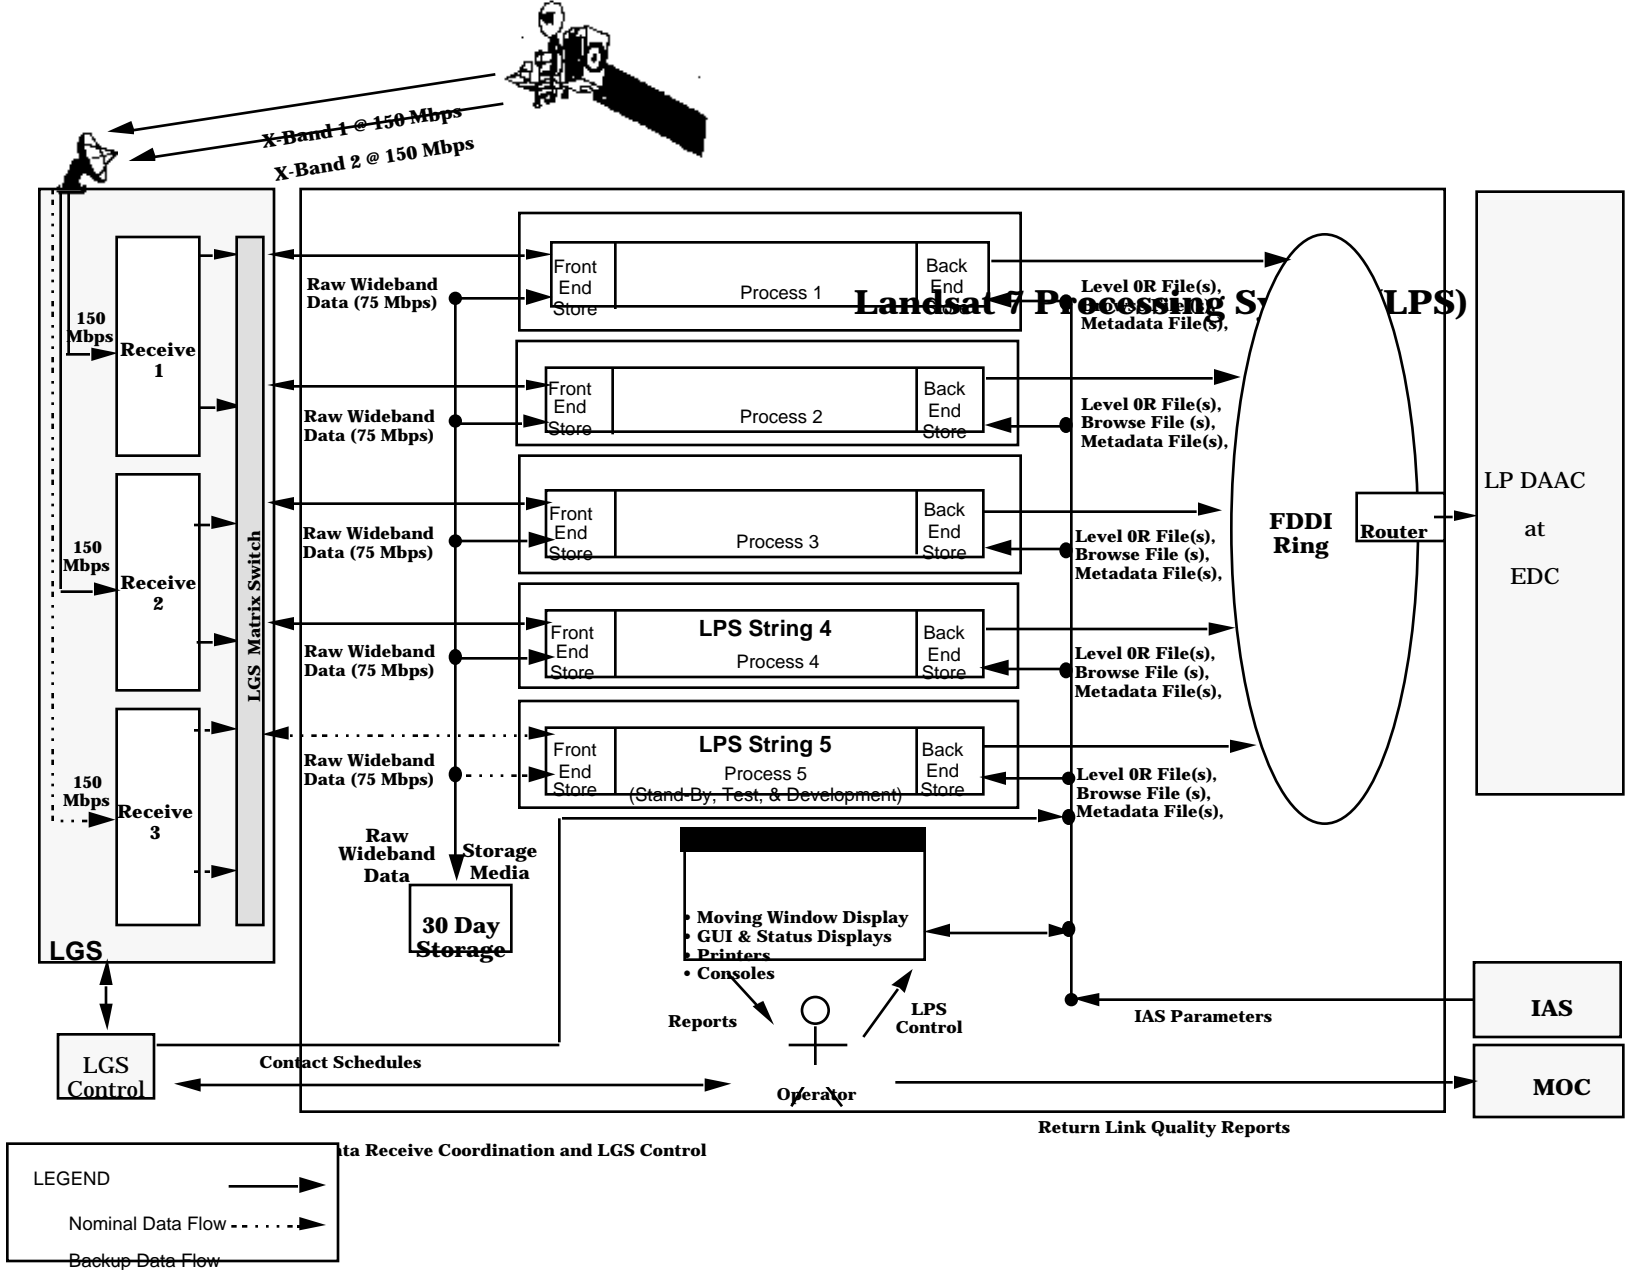 X-Band 1 @ 150 Mbps
X-Band 2 @ 150 Mbps
Landsat 7 Processing Sy (LPS)
150
Mbps
Receive
1
150
Mbps
Receive
2
150
Mbps
Receive
3
LGS Matrix Switch
LGS
Raw Wideband
Data (75 Mbps)
Front
End
Store
Process 1
Back
End
Store
Level 0R File(s),
Browse File (s),
Metadata File(s),
Raw Wideband
Data (75 Mbps)
Front
End
Store
Process 2
Back
End
Store
Level 0R File(s),
Browse File (s),
Metadata File(s),
Raw Wideband
Data (75 Mbps)
Front
End
Store
Process 3
Back
End
Store
Level 0R File(s),
Browse File (s),
Metadata File(s),
Raw Wideband
Data (75 Mbps)
Front
End
Store
LPS String 4
Process 4
Back
End
Store
Level 0R File(s),
Browse File (s),
Metadata File(s),
Raw Wideband
Data (75 Mbps)
Front
End
Store
LPS String 5
Process 5
(Stand-By, Test, & Development)
Back
End
Store
Level 0R File(s),
Browse File (s),
Metadata File(s),
FDDI
Ring
Router
LP DAAC
at
EDC
Raw
Wideband
Data
Storage
Media
30 Day
Storage
• Moving Window Display
• GUI & Status Displays
• Printers
• Consoles
Reports
LPS
Control
Operator
IAS Parameters
IAS
MOC
LGS
Control
Contact Schedules
Return Link Quality Reports
ta Receive Coordination and LGS Control
LEGEND
Nominal Data Flow
Backup Data Flow